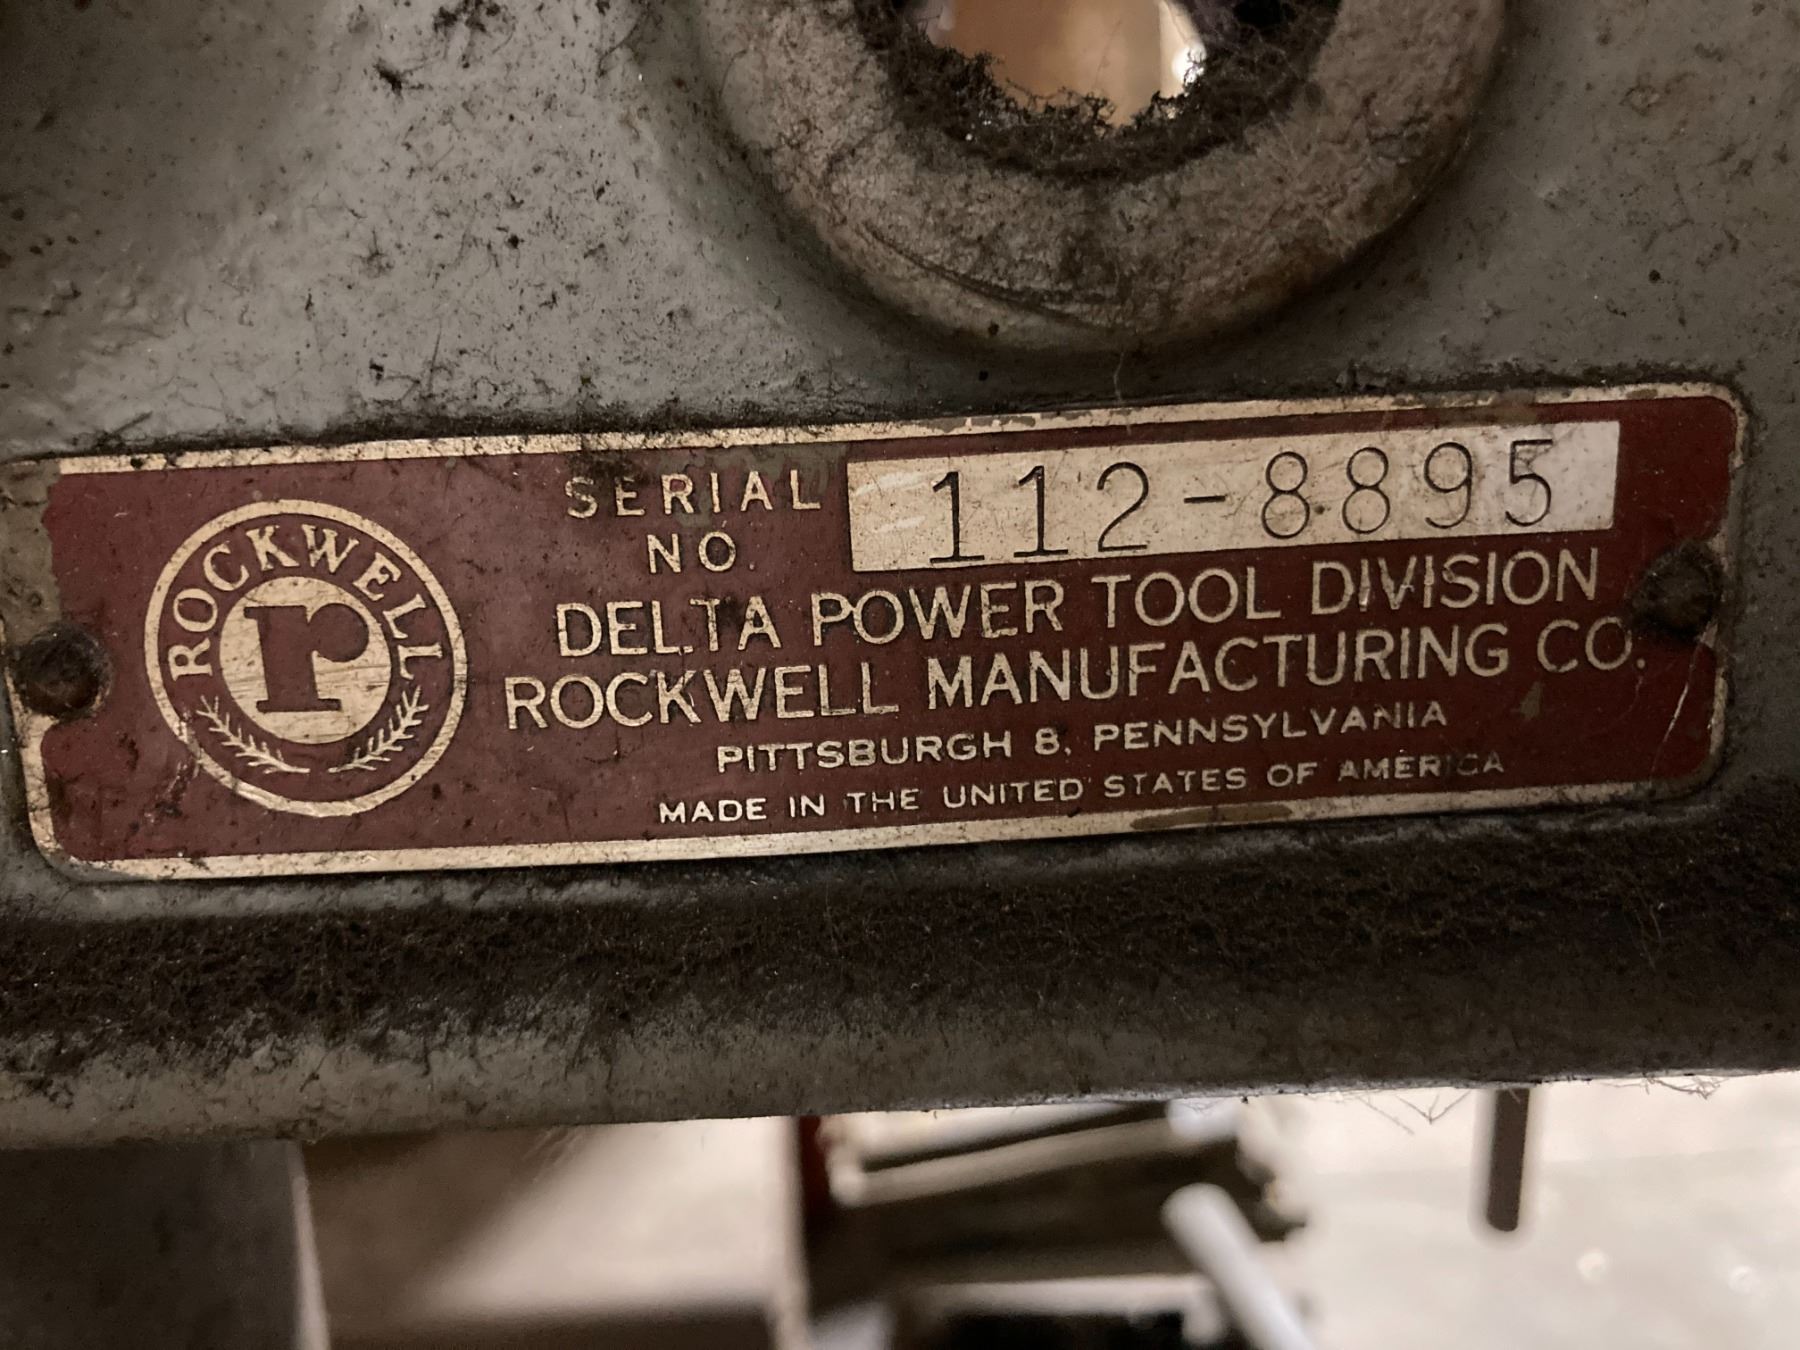 ROCKWELL
r
SERIAL
NO.
112-8895
DELTA POWER TOOL DIVISION
ROCKWELL MANUFACTURING CO.
PITTSBURGH 8, PENNSYLVANIA
MADE IN THE UNITED STATES OF AMERICA